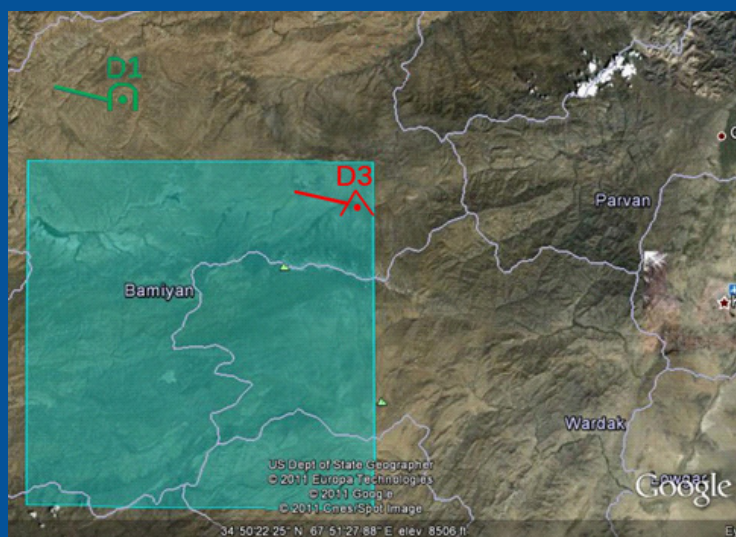 D1
D3
Parvan
Bamiyan
Wardak
US Dept of State Geographer
© 2011 Europa Technologies
© 2011 Google
© 2011 Cnes/Spot Image
Lowgar
Google
34°50'22.25" N 67°51'27.88" E elev 8506 ft